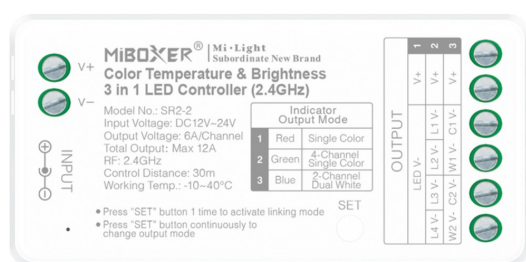 MiBOXER® | Mi·Light
Subordinate New Brand
Color Temperature & Brightness
3 in 1 LED Controller (2.4GHz)
Model No.: SR2-2
Input Voltage: DC12V~24V
Output Voltage: 6A/Channel
Total Output: Max 12A
RF: 2.4GHz
Control Distance: 30m
Working Temp.: -10~40°C
Indicator
Output Mode
1 Red Single Color
2 Green 4-Channel
Single Color
3 Blue 2-Channel
Dual White
• Press "SET" button 1 time to activate linking mode
• Press "SET" button continuously to
change output mode
SET
V+
V−
INPUT
OUTPUT
1 V+ LED V-
2 V+ L1 V- L2 V- L3 V- L4 V-
3 V+ C1 V- W1 V- C2 V- W2 V-